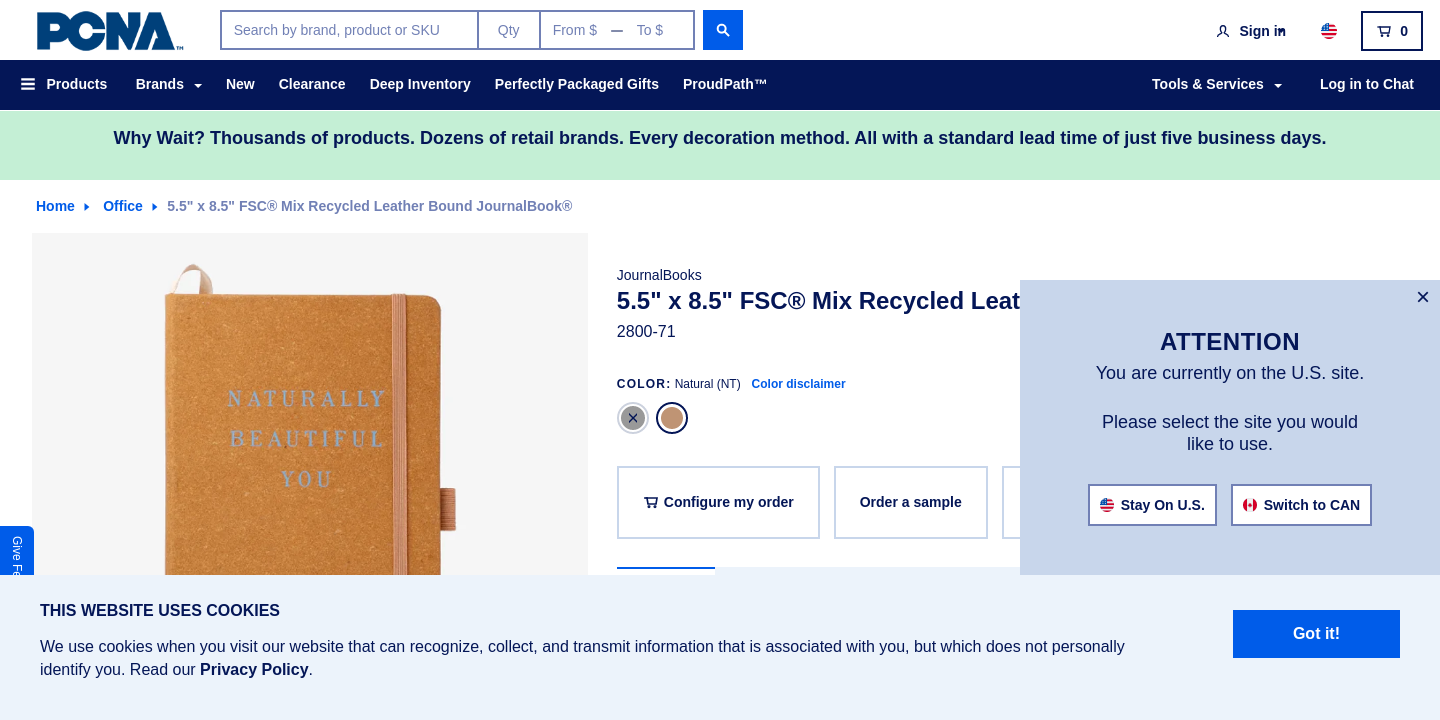 PCNA™
Search by brand, product or SKU
Qty
From $ — To $
Sign in
0
Products
Brands
New
Clearance
Deep Inventory
Perfectly Packaged Gifts
ProudPath™
Tools & Services
Log in to Chat
Why Wait? Thousands of products. Dozens of retail brands. Every decoration method. All with a standard lead time of just five business days.
Home
Office
5.5" x 8.5" FSC® Mix Recycled Leather Bound JournalBook®
NATURALLY
BEAUTIFUL
YOU
JournalBooks
5.5" x 8.5" FSC® Mix Recycled Leat
2800-71
COLOR: Natural (NT) Color disclaimer
Configure my order
Order a sample
ATTENTION
You are currently on the U.S. site.
Please select the site you would
like to use.
Stay On U.S.
Switch to CAN
Give Fe
THIS WEBSITE USES COOKIES
We use cookies when you visit our website that can recognize, collect, and transmit information that is associated with you, but which does not personally
identify you. Read our Privacy Policy.
Got it!